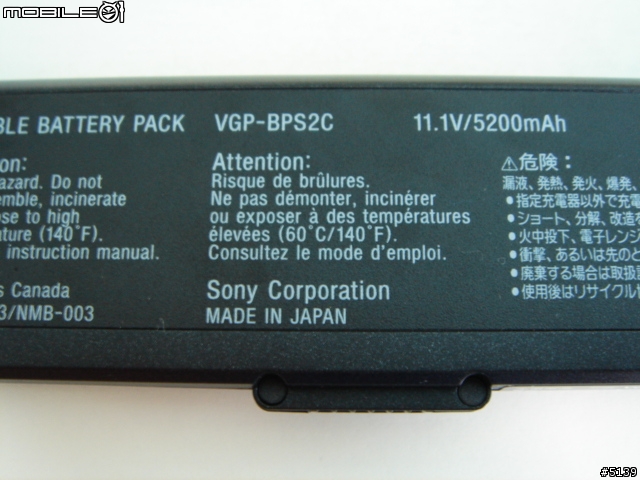 MOBILE01
BLE BATTERY PACK VGP-BPS2C 11.1V/5200mAh
on:
azard. Do not
emble, incinerate
se to high
ature (140°F).
instruction manual.
s Canada
3/NMB-003
Attention:
Risque de brûlures.
Ne pas démonter, incinérer
ou exposer à des températures
élevées (60°C/140°F).
Consultez le mode d'emploi.
Sony Corporation
MADE IN JAPAN
⚠危険：
漏液、発熱、発火、爆発、
●指定充電器以外で充電
●ショート、分解、改造
●火中投下、電子レンジ
●衝撃、あるいは先のと
●廃棄する場合は取扱
●使用後はリサイクル
#5139